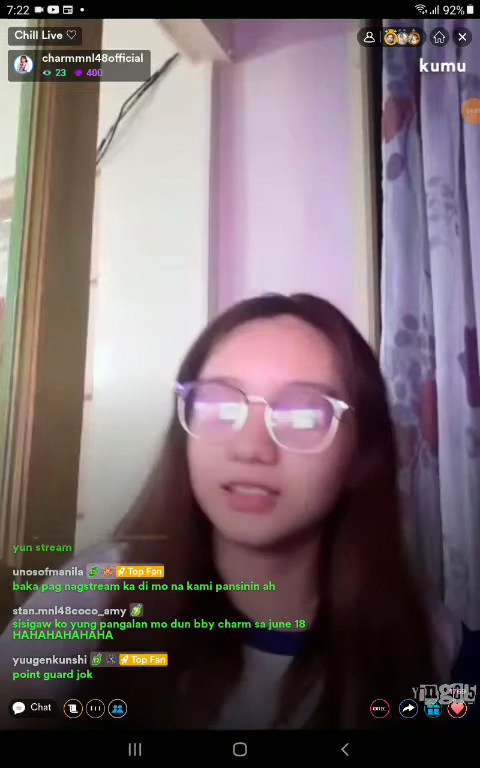 7:22
92%
Chill Live ♡
charmmnl48official
23 400
kumu
yun stream
unosofmanila Top Fan
baka pag nagstream ka di mo na kami pansinin ah
stan.mnl48coco_amy
sisigaw ko yung pangalan mo dun bby charm sa june 18
HAHAHAHAHAHA
yuugenkunshi Top Fan
point guard jok
Chat